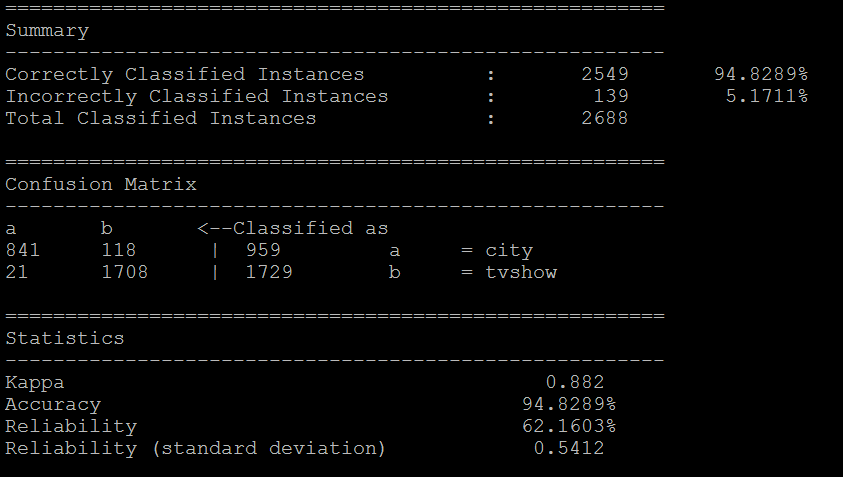 =======================================================
Summary
-------------------------------------------------------
Correctly Classified Instances          :       2549       94.8289%
Incorrectly Classified Instances        :        139        5.1711%
Total Classified Instances              :       2688

=======================================================
Confusion Matrix
-------------------------------------------------------
a       b       <--Classified as
841     118      |  959         a     = city
21      1708     |  1729        b     = tvshow

=======================================================
Statistics
-------------------------------------------------------
Kappa                                        0.882
Accuracy                                   94.8289%
Reliability                                62.1603%
Reliability (standard deviation)            0.5412